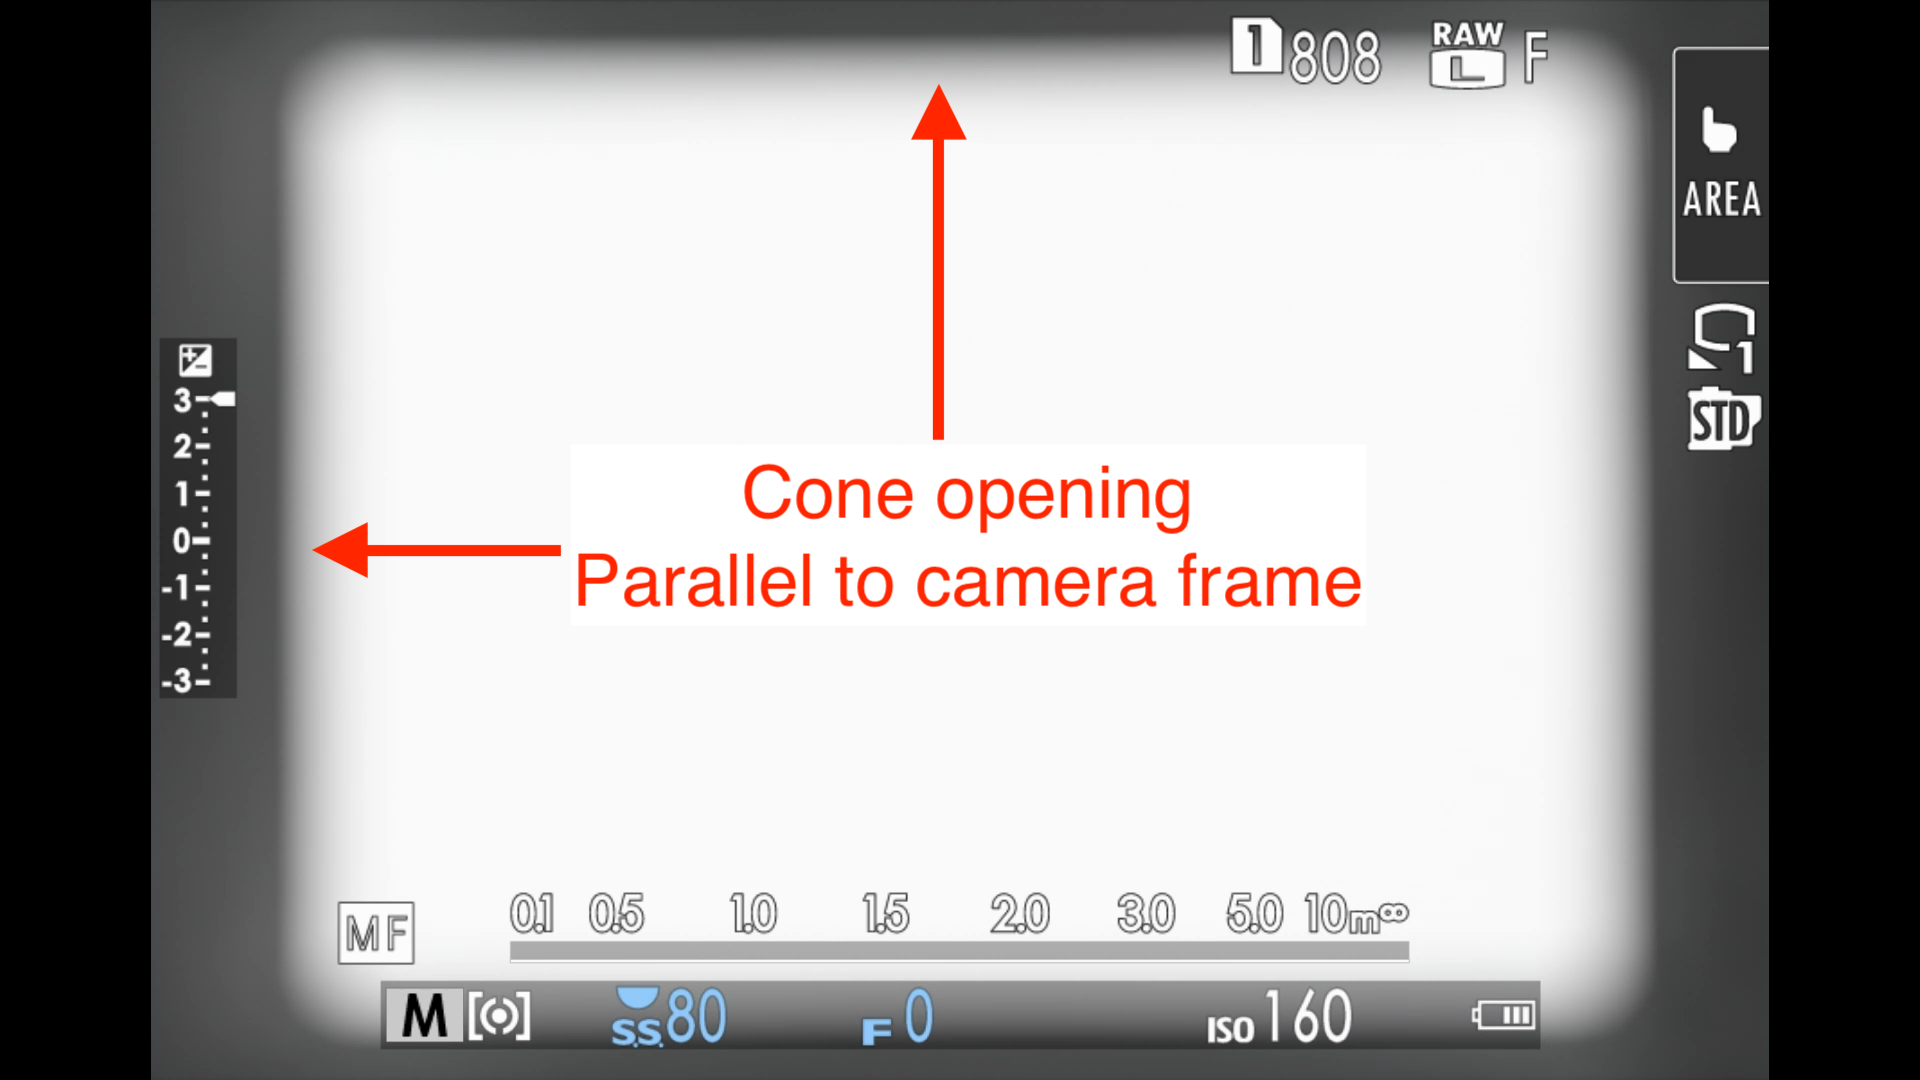 1 808 RAW L F
AREA
1
STD
3
2
1
0
-1
-2
-3
Cone opening
Parallel to camera frame
0.1 0.5 1.0 1.5 2.0 3.0 5.0 10m∞
MF
M S.S. 80 F 0 ISO 160